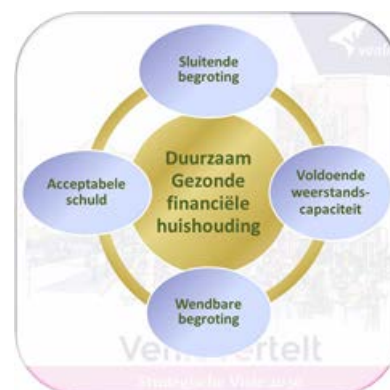 Sluitende
begroting
Duurzaam
Gezonde
financiële
huishouding
Acceptabele
schuld
Voldoende
weerstands-
capaciteit
Wendbare
begroting